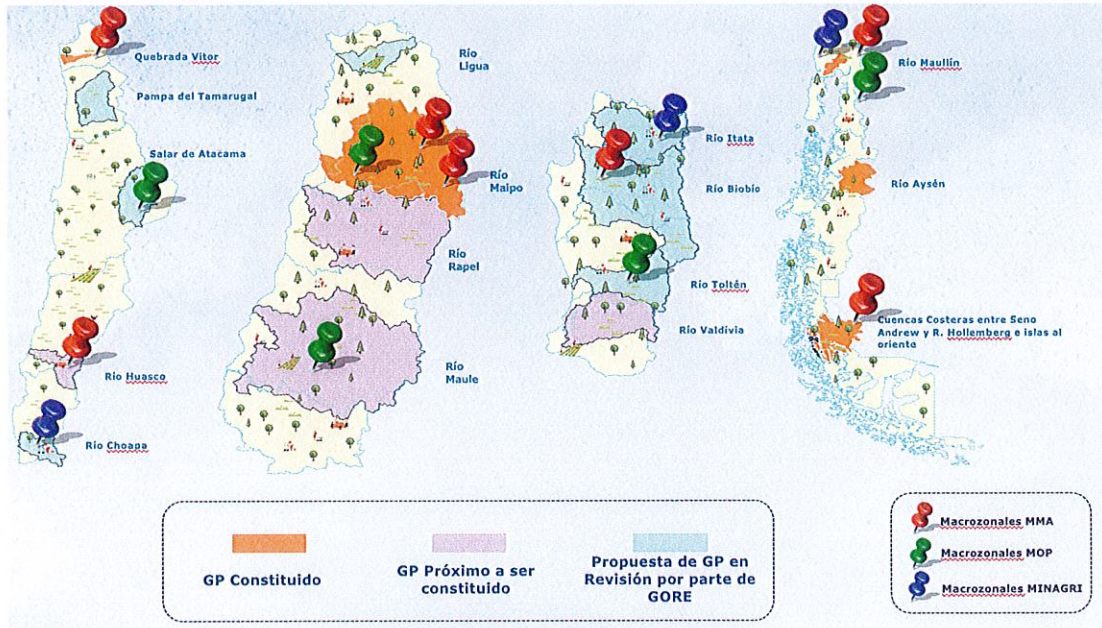 Quebrada Vitor
Pampa del Tamarugal
Salar de Atacama
Rio Huasco
Río Choapa
Río
Ligua
Río
Maipo
Río
Rapel
Río
Maule
Río Itata
Río Biobío
Río Toltén
Río Valdivia
Río Maullín
Río Aysén
Cuencas Costeras entre Seno
Andrew y R. Hollemberg e islas al
oriente
GP Constituido
GP Próximo a ser
constituido
Propuesta de GP en
Revisión por parte de
GORE
Macrozonales MMA
Macrozonales MOP
Macrozonales MINAGRI